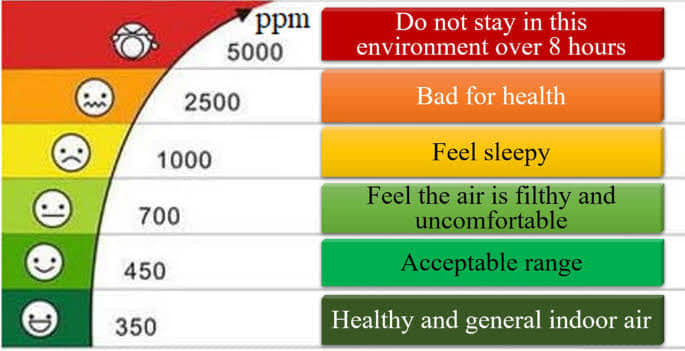 ppm
5000
Do not stay in this
environment over 8 hours
2500
Bad for health
1000
Feel sleepy
700
Feel the air is filthy and
uncomfortable
450
Acceptable range
350
Healthy and general indoor air